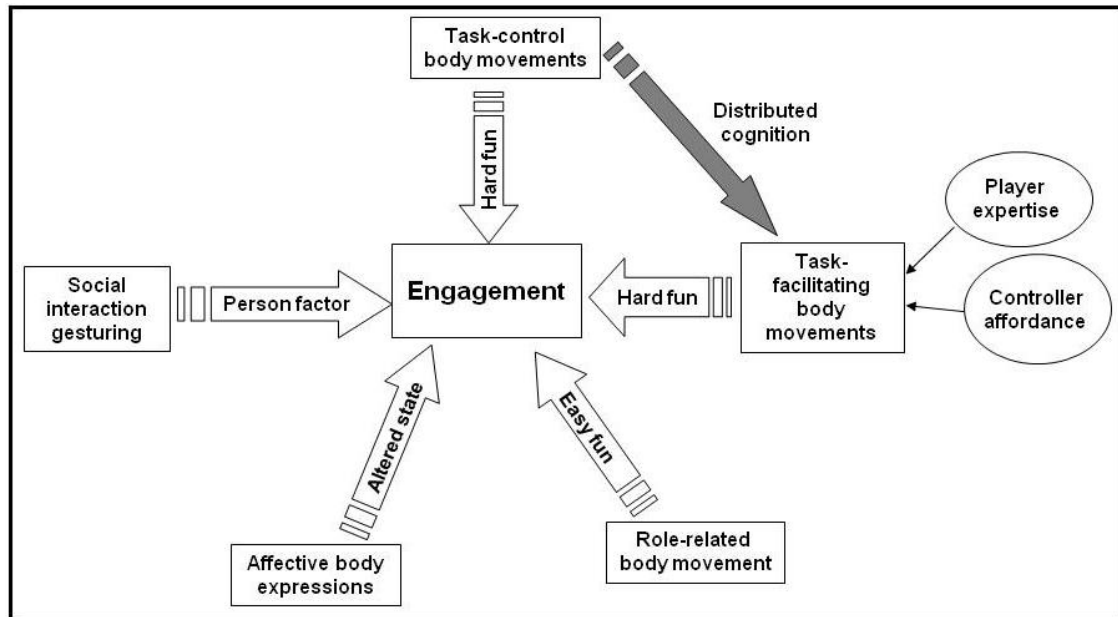 Task-control
body movements
Distributed
cognition
Hard fun
Player
expertise
Social
interaction
gesturing
Person factor
Engagement
Hard fun
Task-
facilitating
body
movements
Controller
affordance
Altered state
Easy fun
Affective body
expressions
Role-related
body movement